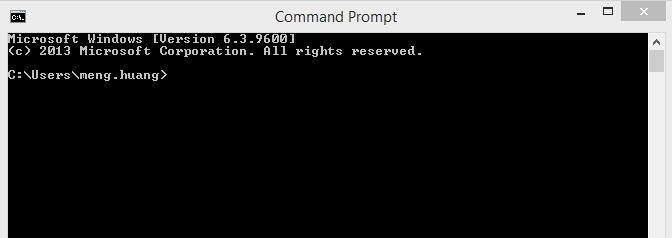 Command Prompt
Microsoft Windows [Version 6.3.9600]
(c) 2013 Microsoft Corporation. All rights reserved.
C:\Users\meng.huang>